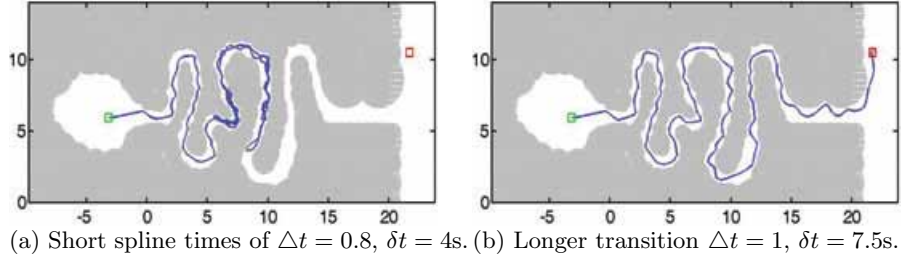 10
5
0
-5 0 5 10 15 20
10
5
0
-5 0 5 10 15 20
(a) Short spline times of △t = 0.8, δt = 4s. (b) Longer transition △t = 1, δt = 7.5s.